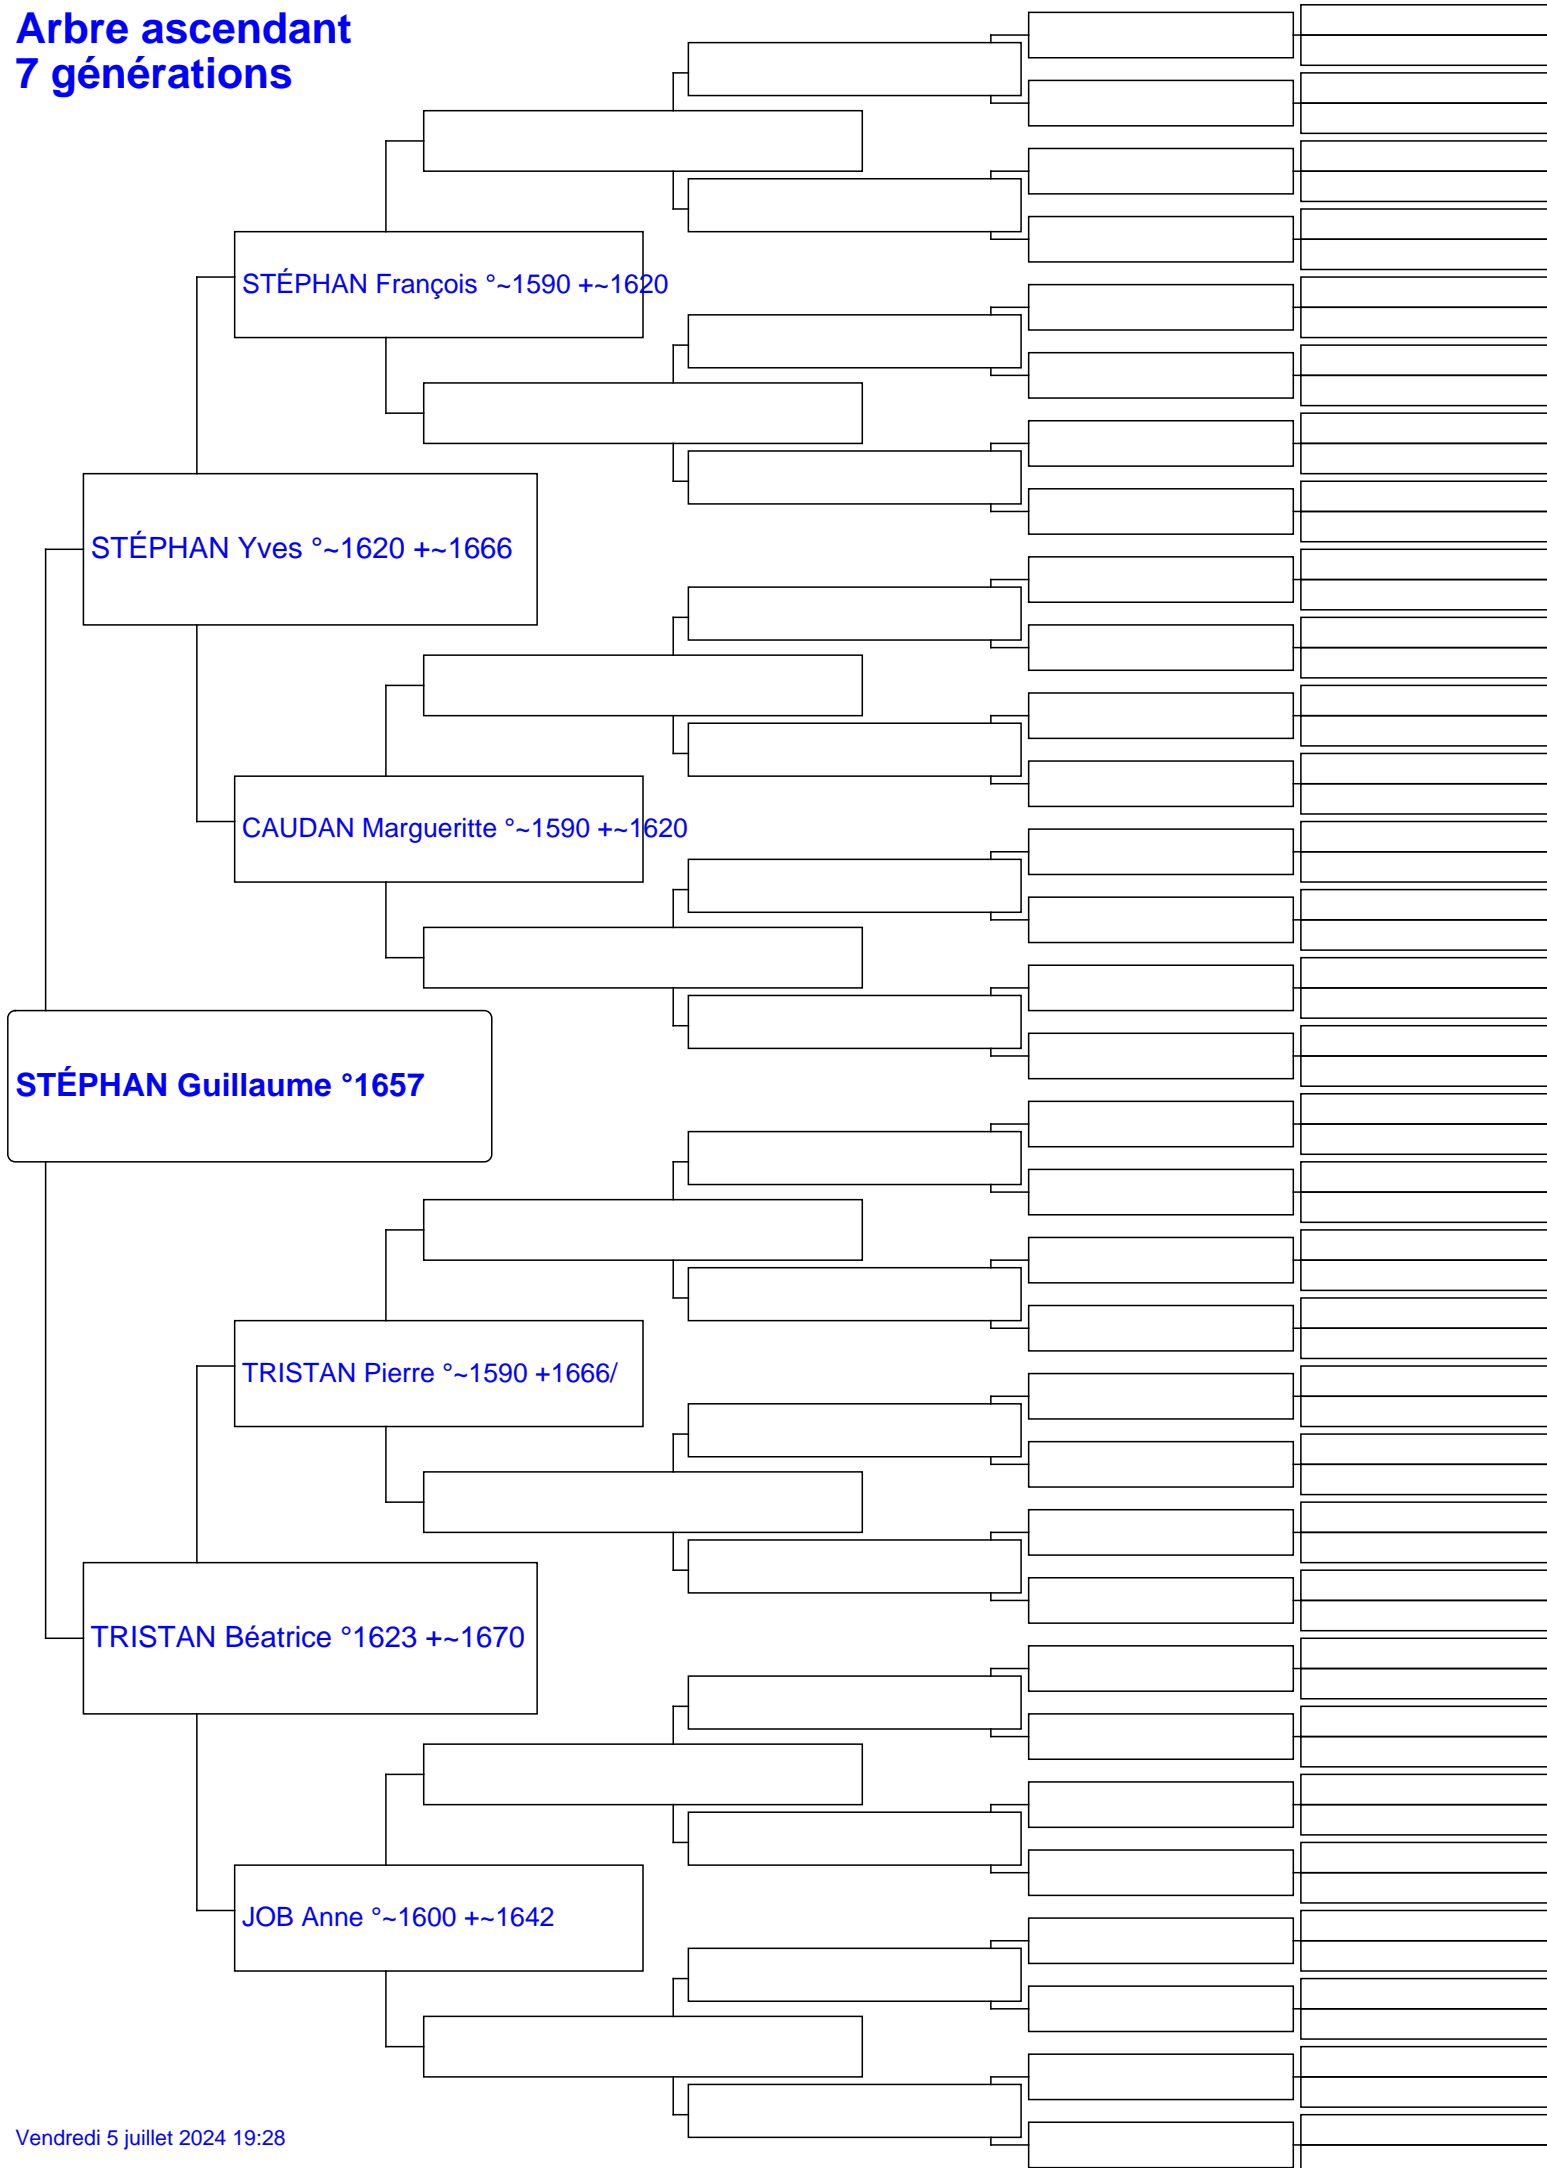 Arbre ascendant
7 générations
STÉPHAN François °~1590 +~1620
STÉPHAN Yves °~1620 +~1666
CAUDAN Margueritte °~1590 +~1620
STÉPHAN Guillaume °1657
TRISTAN Pierre °~1590 +1666/
TRISTAN Béatrice °1623 +~1670
JOB Anne °~1600 +~1642
Vendredi 5 juillet 2024 19:28